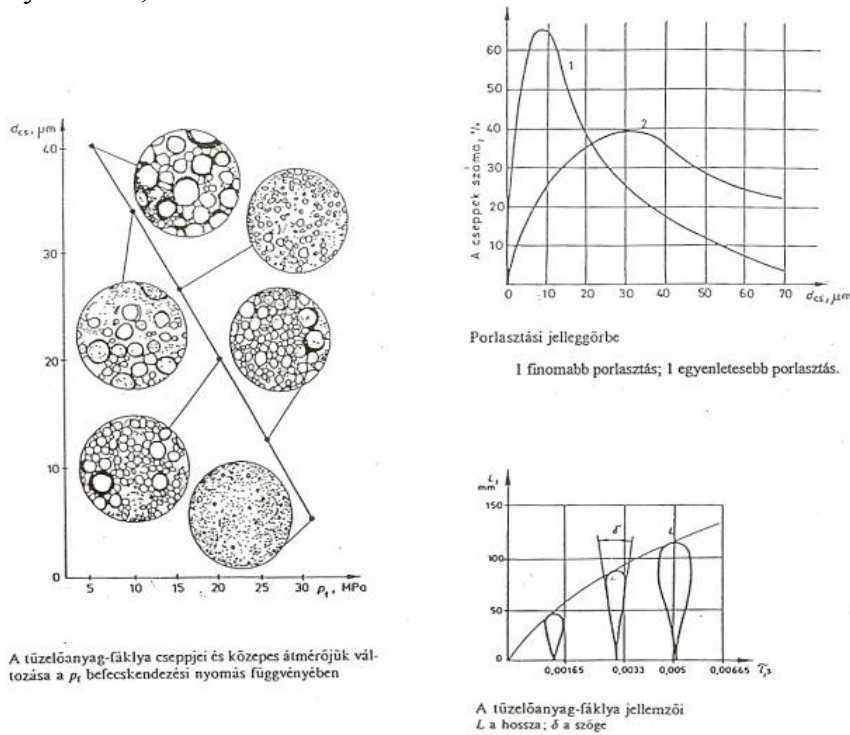 d_cs, μm
40
30
20
10
0
5 10 15 20 25 30 p_f, MPa
A tüzelőanyag-fáklya cseppjei és közepes átmérőjük vál-
tozása a p_f befecskendezési nyomás függvényében
A cseppek száma, %
60
50
40
30
20
10
1
2
0 10 20 30 40 50 60 70 d_cs, μm
Porlasztási jelleggörbe
1 finomabb porlasztás; 1 egyenletesebb porlasztás.
L,
mm
150
100
50
0
δ
L
0,00165 0,0033 0,005 0,00665
A tüzelőanyag-fáklya jellemzői
L a hossza; δ a szöge